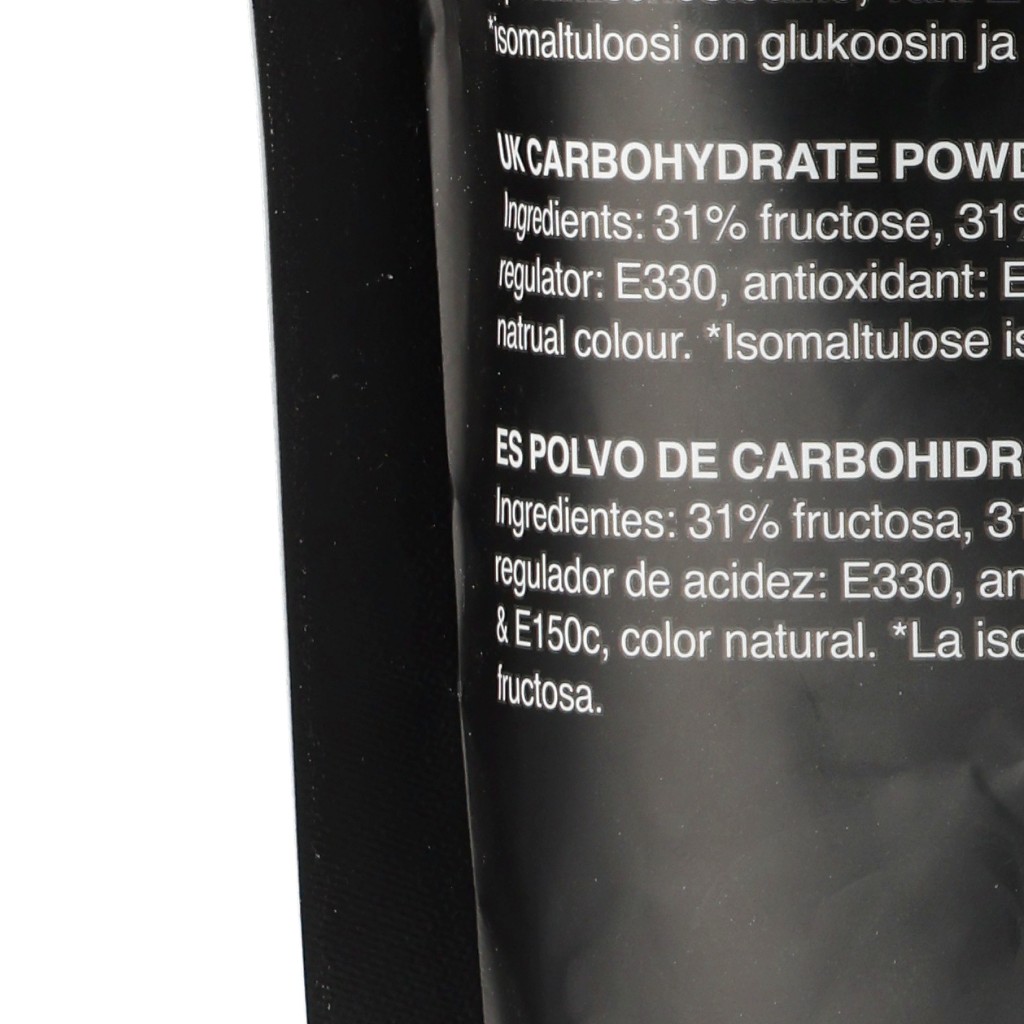 *isomaltuloosi on glukoosin ja
UK CARBOHYDRATE POWD
Ingredients: 31% fructose, 31%
regulator: E330, antioxidant: E
natrual colour. *Isomaltulose is
ES POLVO DE CARBOHIDR
Ingredientes: 31% fructosa, 31
regulador de acidez: E330, an
& E150c, color natural. *La iso
fructosa.